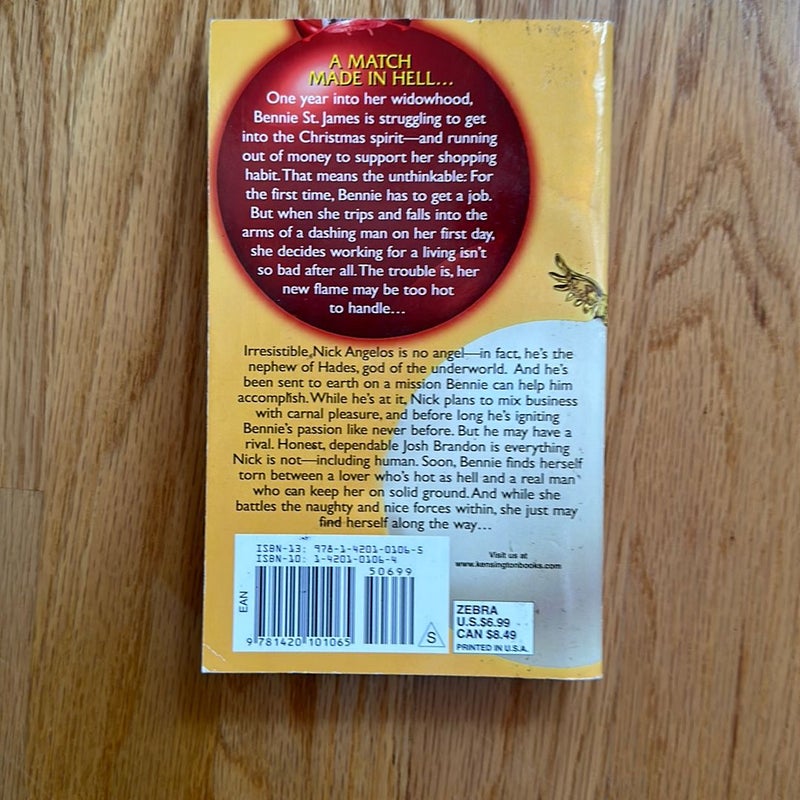 A MATCH
MADE IN HELL...
One year into her widowhood,
Bennie St. James is struggling to get
into the Christmas spirit—and running
out of money to support her shopping
habit. That means the unthinkable: For
the first time, Bennie has to get a job.
But when she trips and falls into the
arms of a dashing man on her first day,
she decides working for a living isn't
so bad after all. The trouble is, her
new flame may be too hot
to handle...
Irresistible, Nick Angelos is no angel—in fact, he's the
nephew of Hades, god of the underworld. And he's
been sent to earth on a mission Bennie can help him
accomplish. While he's at it, Nick plans to mix business
with carnal pleasure, and before long he's igniting
Bennie's passion like never before. But he may have a
rival. Honest, dependable Josh Brandon is everything
Nick is not—including human. Soon, Bennie finds herself
torn between a lover who's hot as hell and a real man
who can keep her on solid ground. And while she
battles the naughty and nice forces within, she just may
find herself along the way...
ISBN-13: 978-1-4201-0106-5
ISBN-10: 1-4201-0106-4
50699
EAN
9 781420 101065
S
Visit us at
www.kensingtonbooks.com
ZEBRA
U.S.$6.99
CAN $8.49
PRINTED IN U.S.A.